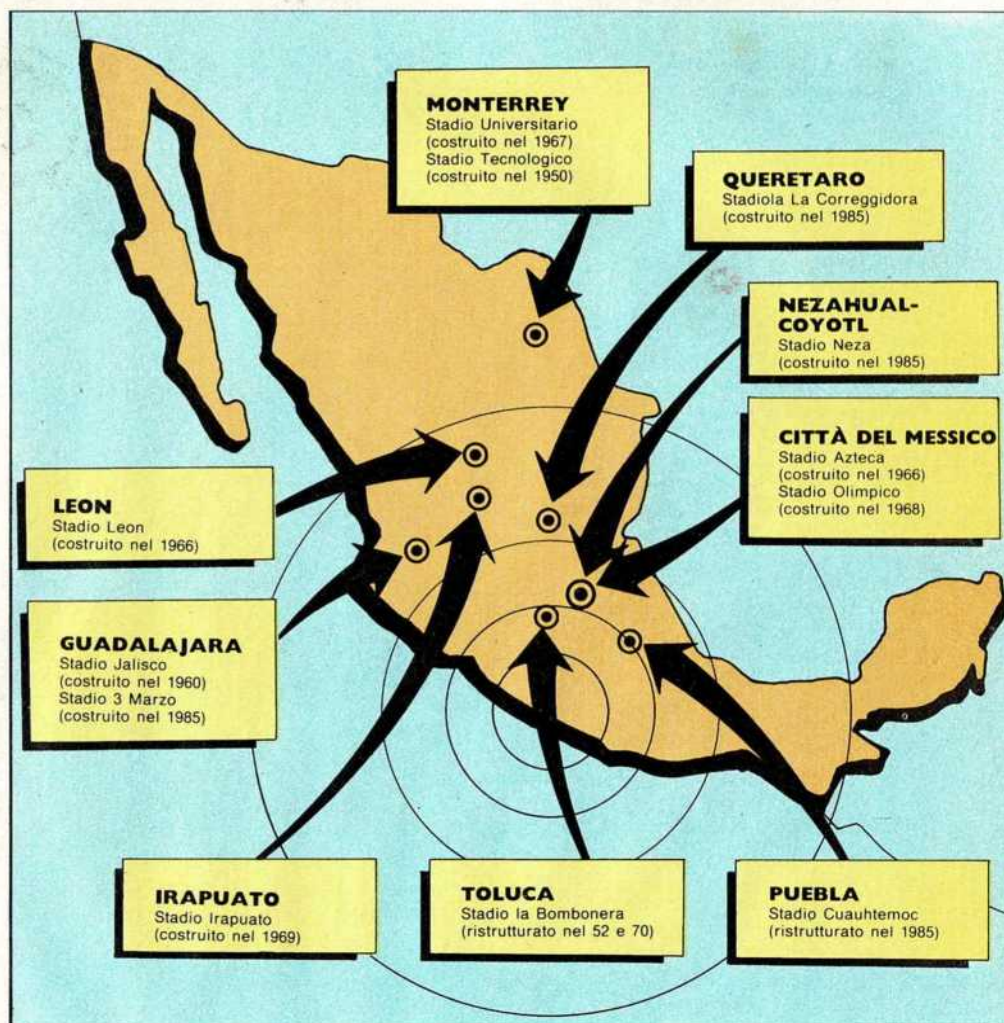 MONTERREY
Stadio Universitario
(costruito nel 1967)
Stadio Tecnologico
(costruito nel 1950)
QUERETARO
Stadiola La Correggidora
(costruito nel 1985)
NEZAHUAL-
COYOTL
Stadio Neza
(costruito nel 1985)
CITTÀ DEL MESSICO
Stadio Azteca
(costruito nel 1966)
Stadio Olimpico
(costruito nel 1968)
LEON
Stadio Leon
(costruito nel 1966)
GUADALAJARA
Stadio Jalisco
(costruito nel 1960)
Stadio 3 Marzo
(costruito nel 1985)
IRAPUATO
Stadio Irapuato
(costruito nel 1969)
TOLUCA
Stadio la Bombonera
(ristrutturato nel 52 e 70)
PUEBLA
Stadio Cuauhtemoc
(ristrutturato nel 1985)